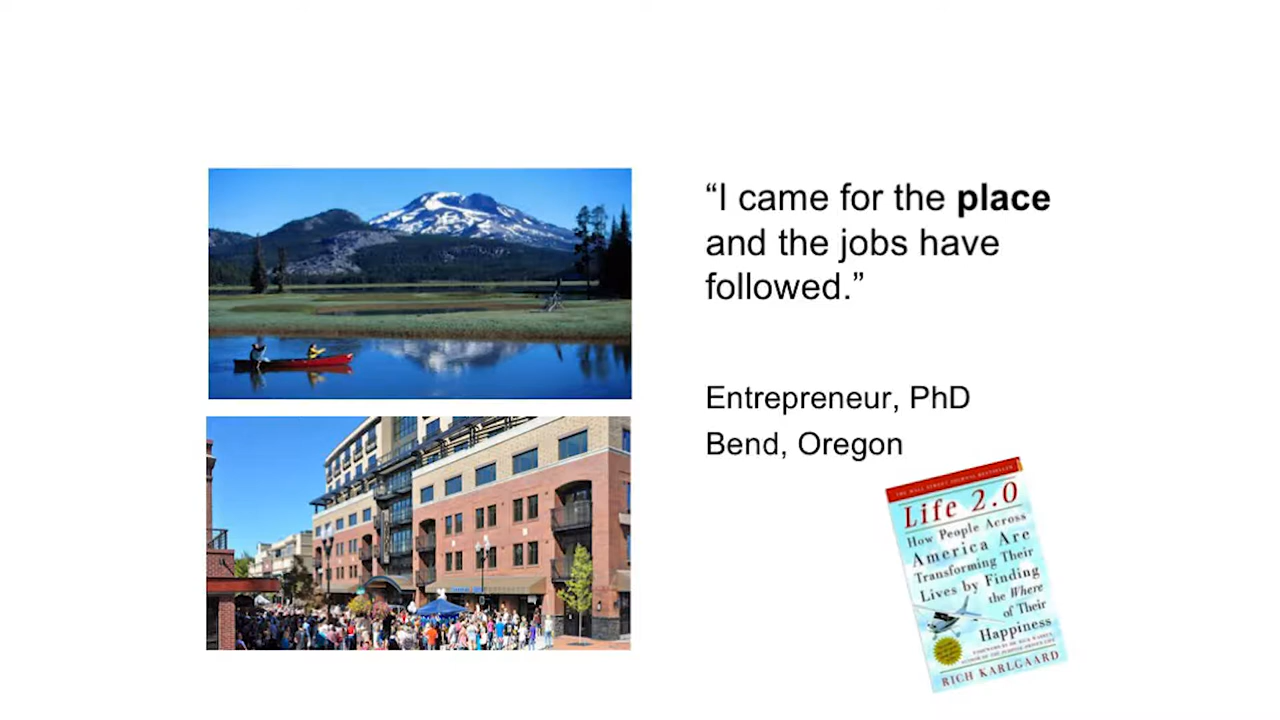 “I came for the place
and the jobs have
followed.”
Entrepreneur, PhD
Bend, Oregon
THE WALL STREET JOURNAL BESTSELLER
Life 2.0
How People Across
America Are
Transforming Their
Lives by Finding
the Where
of Their
Happiness
RICH KARLGAARD